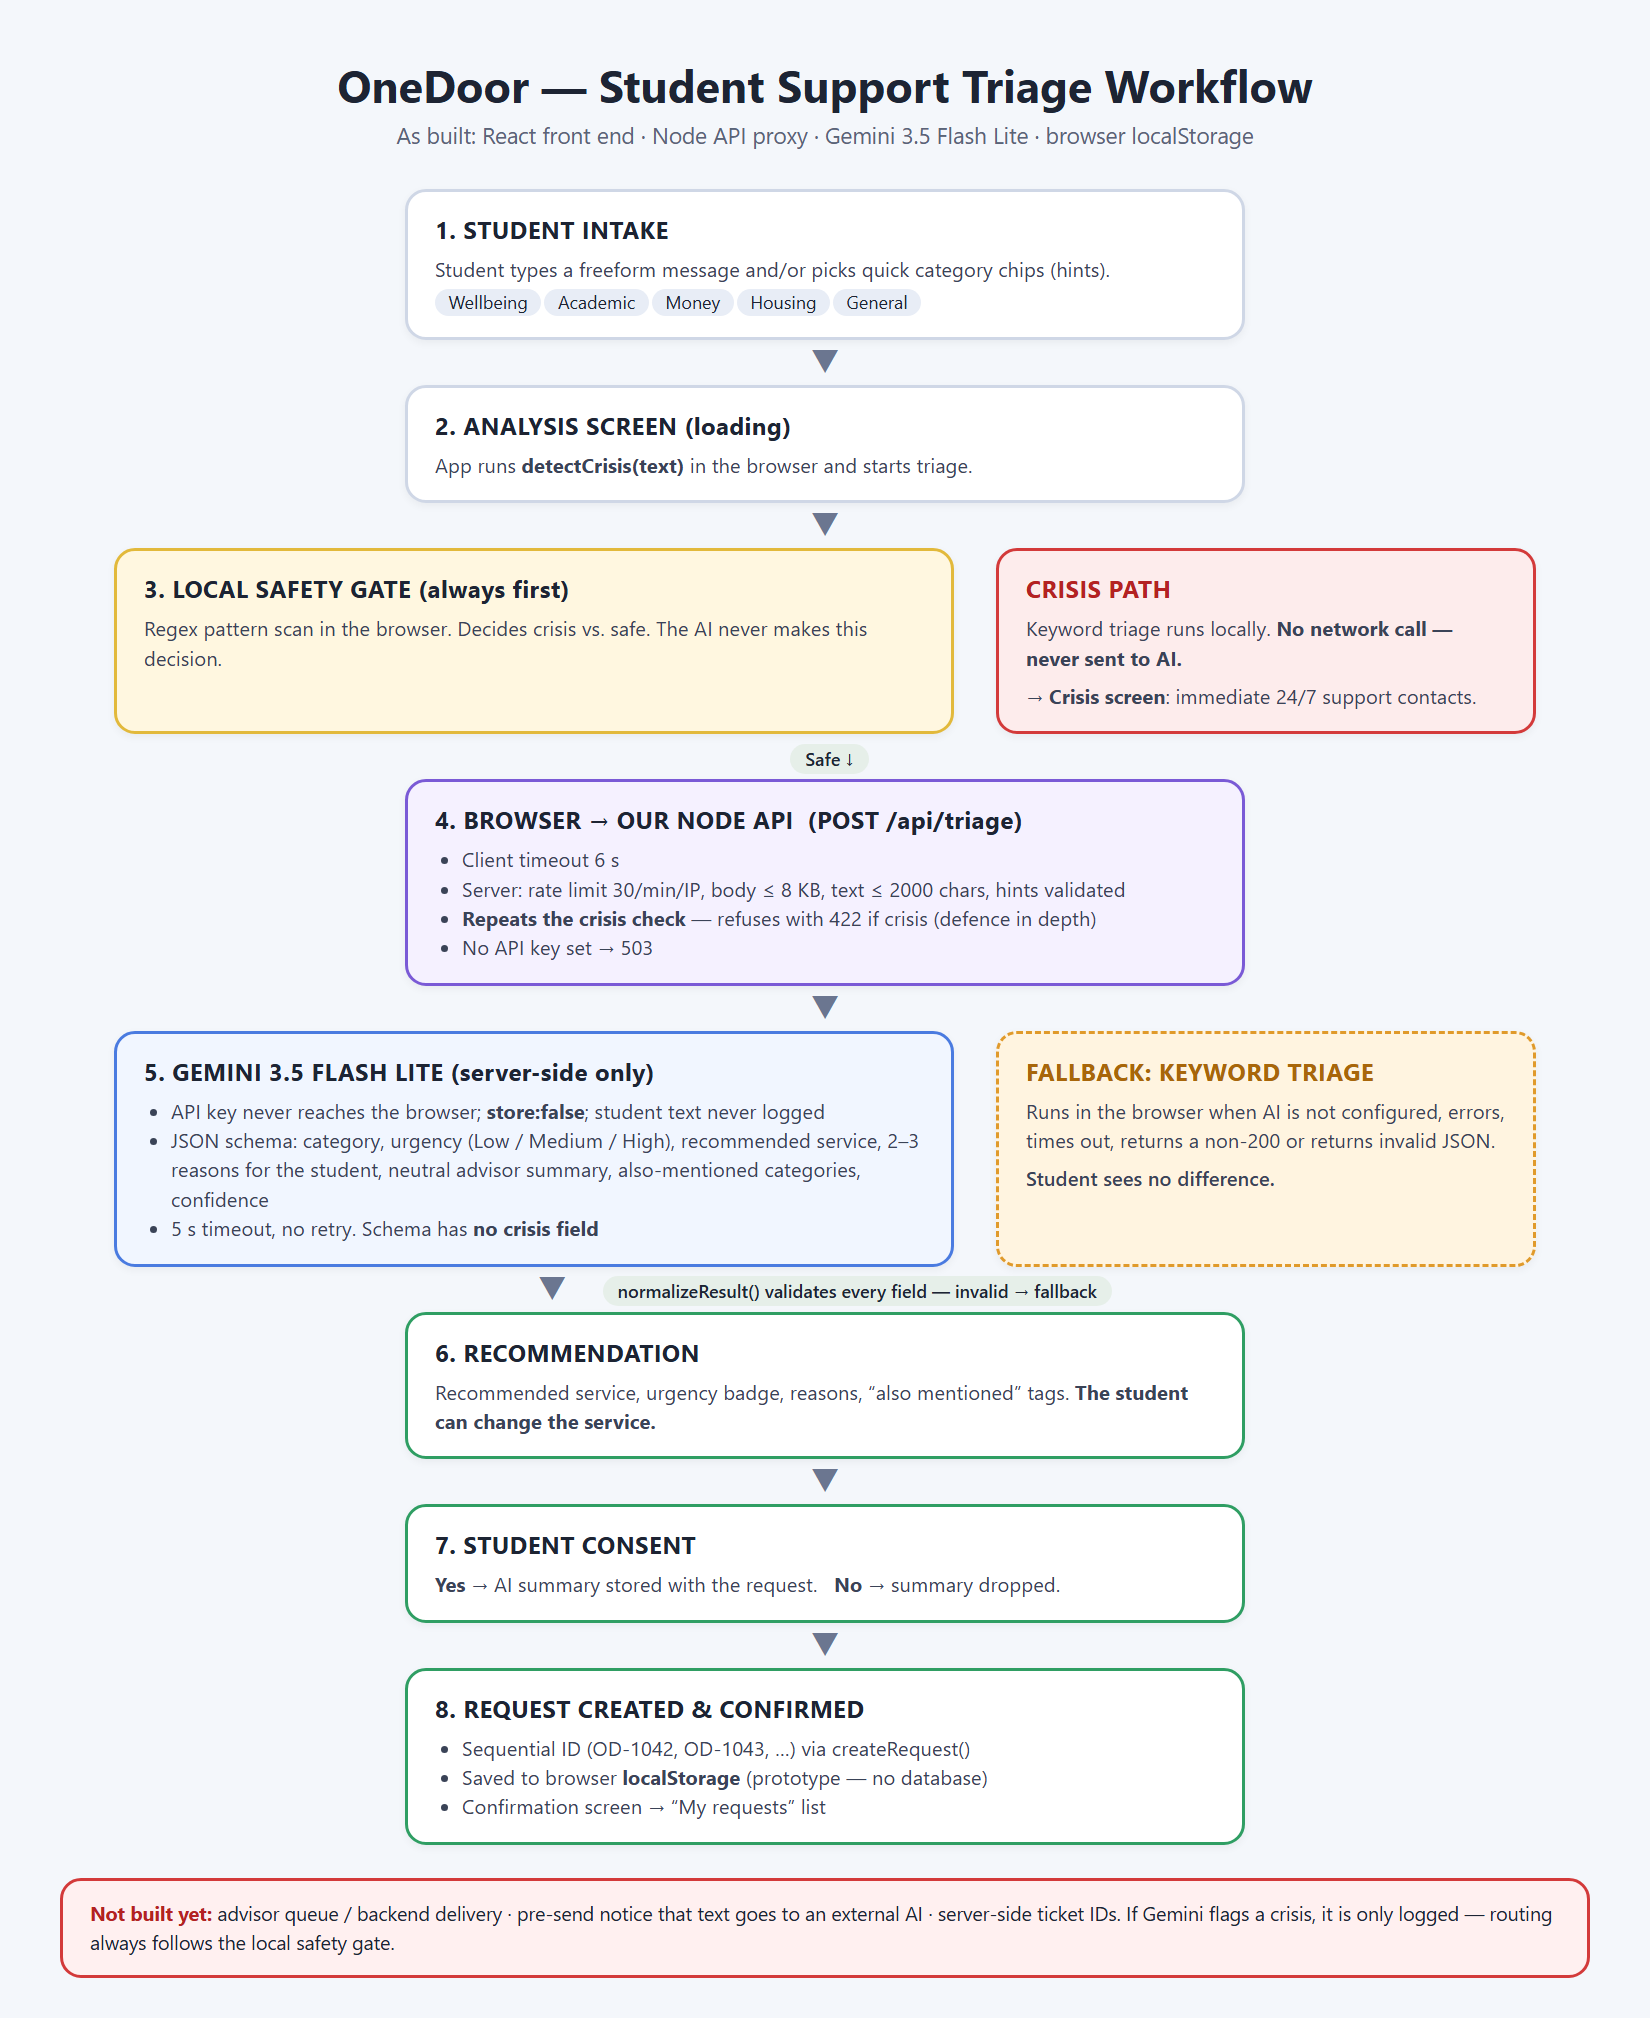 OneDoor — Student Support Triage Workflow
As built: React front end · Node API proxy · Gemini 3.5 Flash Lite · browser localStorage
1. STUDENT INTAKE
Student types a freeform message and/or picks quick category chips (hints).
Wellbeing Academic Money Housing General
2. ANALYSIS SCREEN (loading)
App runs detectCrisis(text) in the browser and starts triage.
3. LOCAL SAFETY GATE (always first)
Regex pattern scan in the browser. Decides crisis vs. safe. The AI never makes this
decision.
CRISIS PATH
Keyword triage runs locally. No network call —
never sent to AI.
→ Crisis screen: immediate 24/7 support contacts.
Safe ↓
4. BROWSER → OUR NODE API (POST /api/triage)
• Client timeout 6 s
• Server: rate limit 30/min/IP, body ≤ 8 KB, text ≤ 2000 chars, hints validated
• Repeats the crisis check — refuses with 422 if crisis (defence in depth)
• No API key set → 503
5. GEMINI 3.5 FLASH LITE (server-side only)
• API key never reaches the browser; store:false; student text never logged
• JSON schema: category, urgency (Low / Medium / High), recommended service, 2–3
reasons for the student, neutral advisor summary, also-mentioned categories,
confidence
• 5 s timeout, no retry. Schema has no crisis field
FALLBACK: KEYWORD TRIAGE
Runs in the browser when AI is not configured, errors,
times out, returns a non-200 or returns invalid JSON.
Student sees no difference.
normalizeResult() validates every field — invalid → fallback
6. RECOMMENDATION
Recommended service, urgency badge, reasons, “also mentioned” tags. The student
can change the service.
7. STUDENT CONSENT
Yes → AI summary stored with the request. No → summary dropped.
8. REQUEST CREATED & CONFIRMED
• Sequential ID (OD-1042, OD-1043, …) via createRequest()
• Saved to browser localStorage (prototype — no database)
• Confirmation screen → “My requests” list
Not built yet: advisor queue / backend delivery · pre-send notice that text goes to an external AI · server-side ticket IDs. If Gemini flags a crisis, it is only logged — routing
always follows the local safety gate.